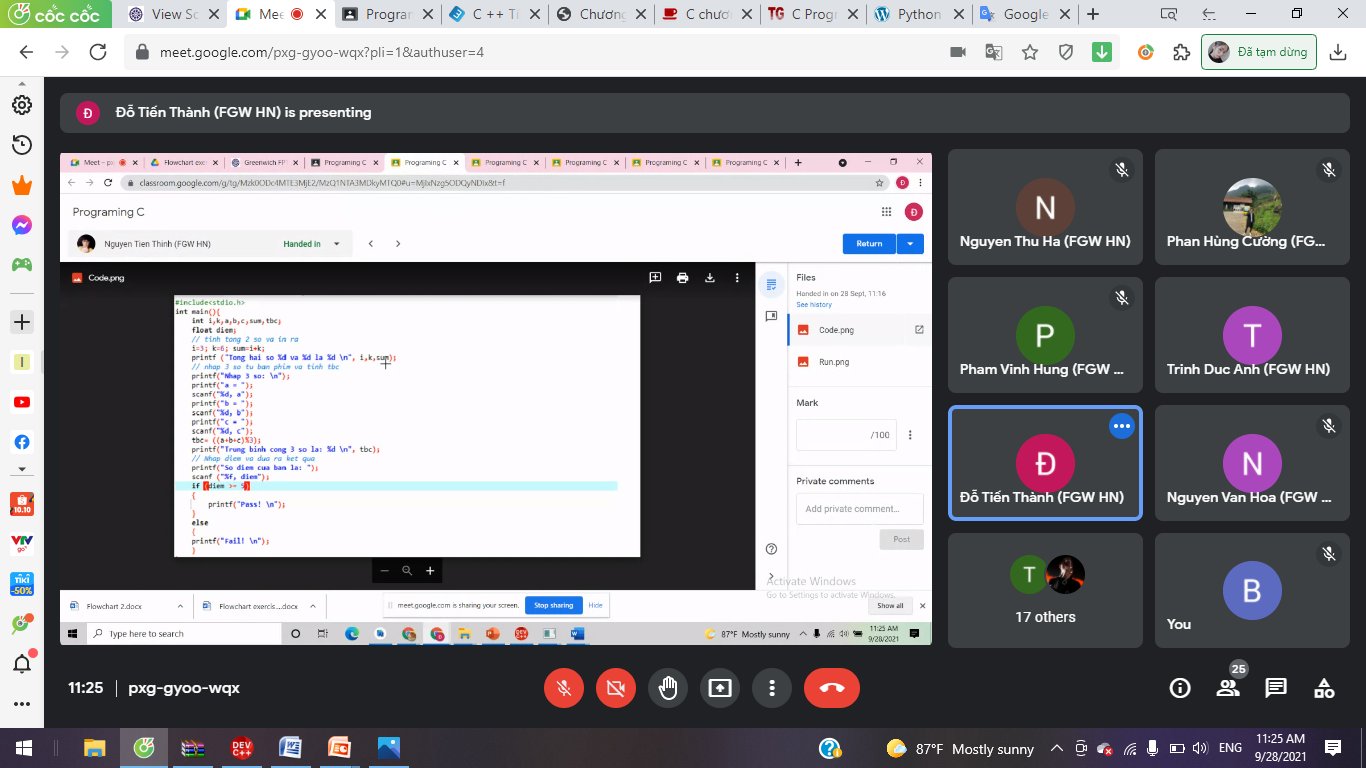 cốc cốc
View Sc
Mee
Program
C ++ Ti
Chương
C chươ
C Progr
Python
Google
meet.google.com/pxg-gyoo-wqx?pli=1&authuser=4
Đã tạm dừng
Đỗ Tiến Thành (FGW HN) is presenting
Meet – px
Flowchart exe
Greenwich FP
Programing C
Programing C
Programing C
Programing C
Programing C
Programing C
Programing C
Nguyen Tien Thinh (FGW HN)
Handed in
Return
Code.png
#include<stdio.h>
int main(){
int i,k,a,b,c,sum,tbc;
float diem;
// tinh tong 2 so va in ra
i=3; k=6; sum=i+k;
printf ("Tong hai so %d va %d la %d \n", i,k,sum);
// nhap 3 so tu ban phim va tinh tbc
printf("Nhap 3 so: \n");
printf("a = ");
scanf("%d, a");
printf("b = ");
scanf("%d, b");
printf("c = ");
scanf("%d, c");
tbc= ((a+b+c)%3);
printf("Trung binh cong 3 so la: %d \n", tbc);
// Nhap diem va dua ra ket qua
printf("So diem cua ban la: ");
scanf ("%f, diem");
if (diem >= 5)
{
printf("Pass! \n");
}
else
{
printf("Fail! \n");
}
Files
Handed in on 28 Sept, 11:16
See history
Code.png
Run.png
Mark
/100
Private comments
Add private comment...
Post
Activate Windows
Go to Settings to activate Windows.
Flowchart 2.docx
Flowchart exercis....docx
meet.google.com is sharing your screen.
Stop sharing
Hide
Show all
Type here to search
87°F Mostly sunny
11:25 AM
9/28/2021
Nguyen Thu Ha (FGW HN)
Phan Hùng Cường (FG...
P
Pham Vinh Hung (FGW ...
T
Trinh Duc Anh (FGW HN)
Đ
Đỗ Tiến Thành (FGW HN)
N
Nguyen Van Hoa (FGW ...
T
17 others
B
You
11:25 | pxg-gyoo-wqx
25
10.10
VTV
go
TIKI
-50%
DEV
C++
87°F Mostly sunny
ENG
11:25 AM
9/28/2021